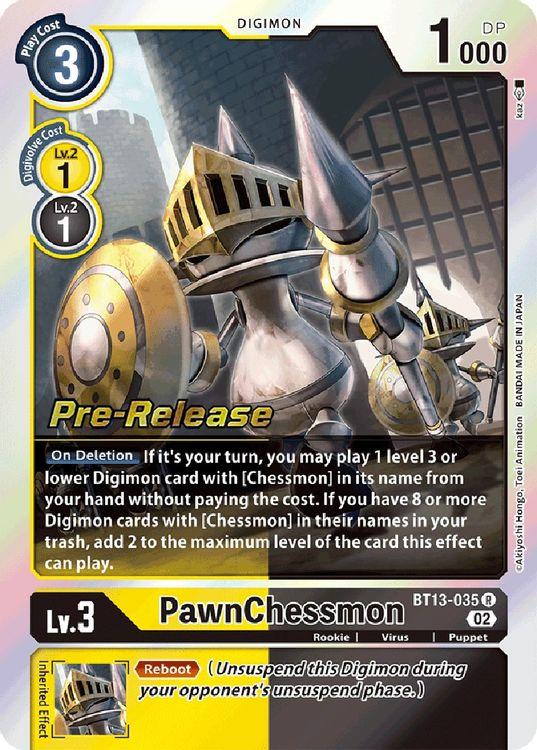 DIGIMON
Play Cost
3
DP
1000
Digivolve Cost
Lv.2
1
Lv.2
1
kaz
©Akiyoshi Hongo, Toei Animation BANDAI MADE IN JAPAN
Pre-Release
On Deletion If it's your turn, you may play 1 level 3 or
lower Digimon card with [Chessmon] in its name from
your hand without paying the cost. If you have 8 or more
Digimon cards with [Chessmon] in their names in your
trash, add 2 to the maximum level of the card this effect
can play.
Lv.3
PawnChessmon
BT13-035 R
02
Rookie | Virus | Puppet
Inherited Effect
Reboot (Unsuspend this Digimon during
your opponent's unsuspend phase.)